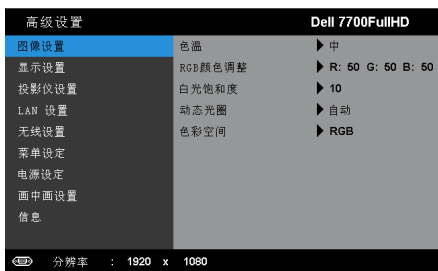 高级设置 Dell 7700FullHD
图像设置 色温 中
显示设置 RGB颜色调整 R: 50 G: 50 B: 50
投影仪设置 白光饱和度 10
LAN 设置 动态光圈 自动
无线设置 色彩空间 RGB
菜单设定
电源设定
画中画设置
信息
分辨率 : 1920 x 1080